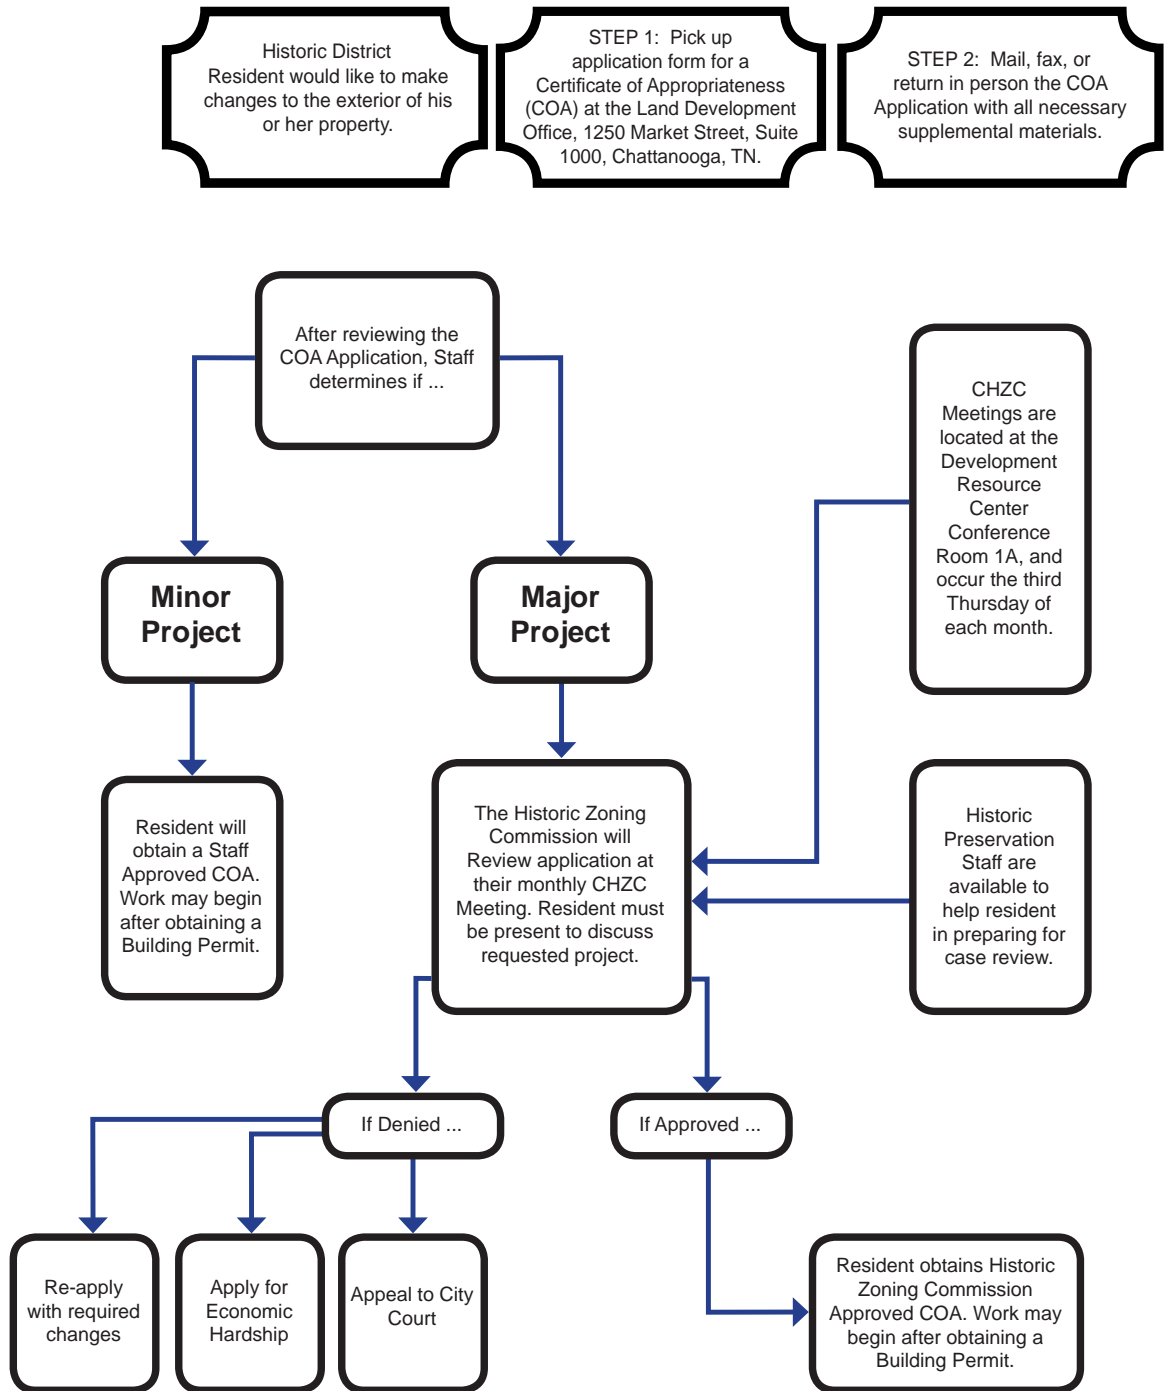 Historic District
Resident would like to make
changes to the exterior of his
or her property.
STEP 1: Pick up
application form for a
Certificate of Appropriateness
(COA) at the Land Development
Office, 1250 Market Street, Suite
1000, Chattanooga, TN.
STEP 2: Mail, fax, or
return in person the COA
Application with all necessary
supplemental materials.
After reviewing the
COA Application, Staff
determines if ...
Minor
Project
Major
Project
CHZC
Meetings are
located at the
Development
Resource
Center
Conference
Room 1A, and
occur the third
Thursday of
each month.
Resident will
obtain a Staff
Approved COA.
Work may begin
after obtaining a
Building Permit.
The Historic Zoning
Commission will
Review application at
their monthly CHZC
Meeting. Resident must
be present to discuss
requested project.
Historic
Preservation
Staff are
available to
help resident
in preparing for
case review.
If Denied ...
If Approved ...
Re-apply
with required
changes
Apply for
Economic
Hardship
Appeal to City
Court
Resident obtains Historic
Zoning Commission
Approved COA. Work may
begin after obtaining a
Building Permit.